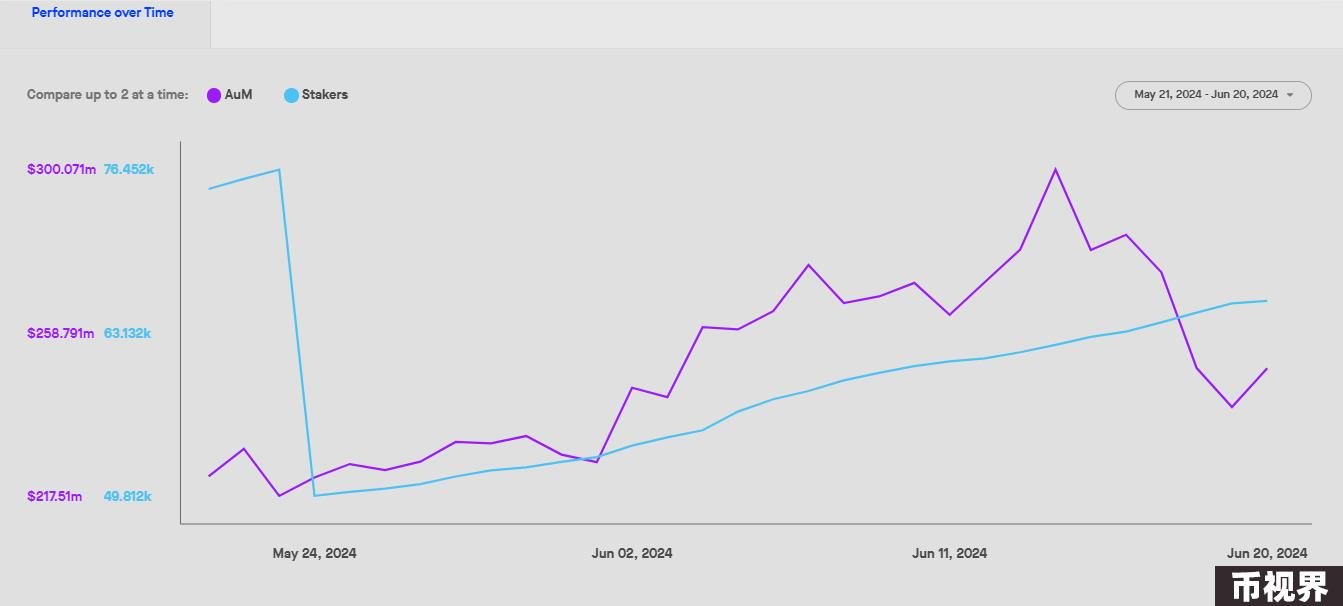 Performance over Time
Compare up to 2 at a time: AuM Stakers May 21, 2024 - Jun 20, 2024
$300.071m 76.452k
$258.791m 63.132k
$217.51m 49.812k
May 24, 2024 Jun 02, 2024 Jun 11, 2024 Jun 20, 2024
币视界